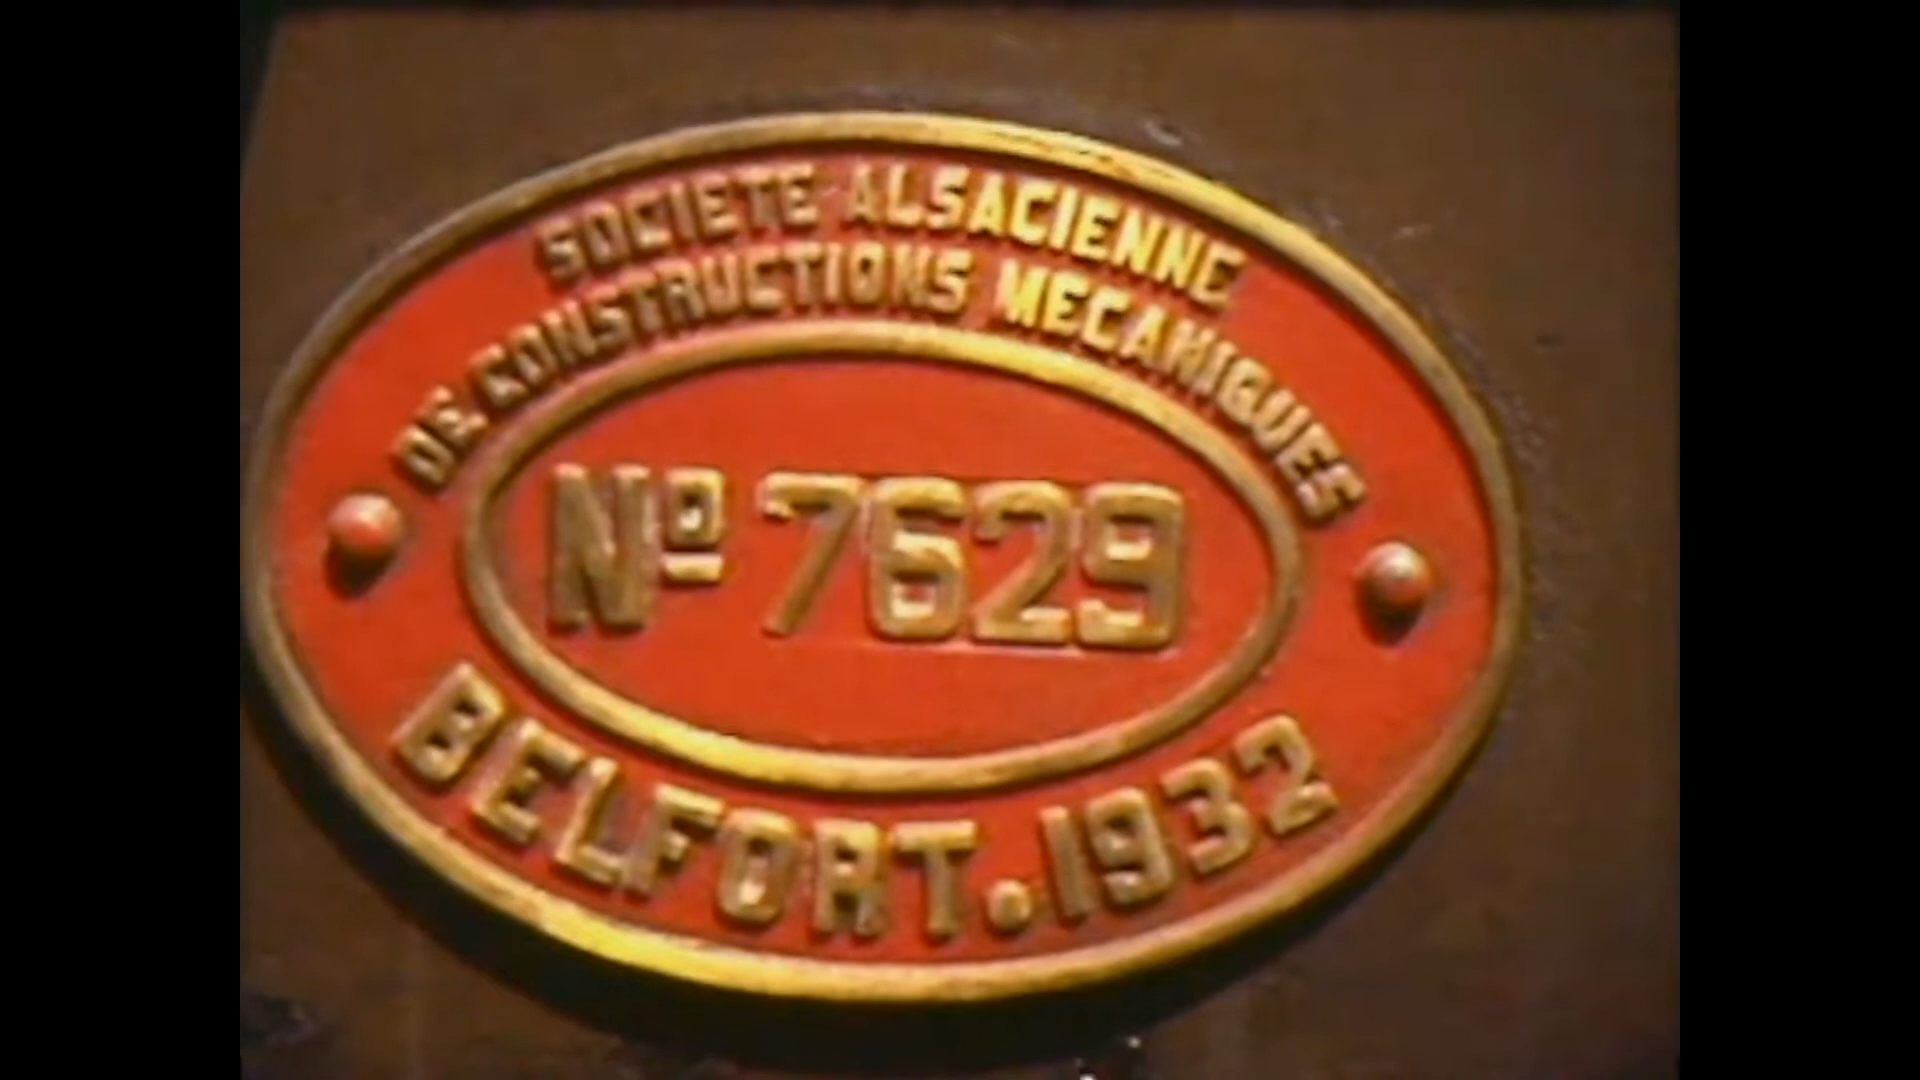 SOCIETE ALSACIENNE
DE CONSTRUCTIONS MECANIQUES
Nº 7629
BELFORT. 1932